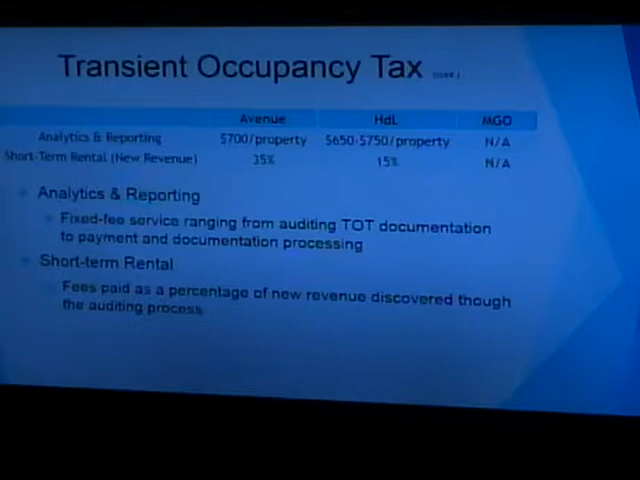 Transient Occupancy Tax (cont.)
Avenue HdL MGO
Analytics & Reporting $700/property $650-$750/property N/A
Short-Term Rental (New Revenue) 35% 15% N/A
Analytics & Reporting
Fixed-fee service ranging from auditing TOT documentation
to payment and documentation processing
Short-term Rental
Fees paid as a percentage of new revenue discovered though
the auditing process